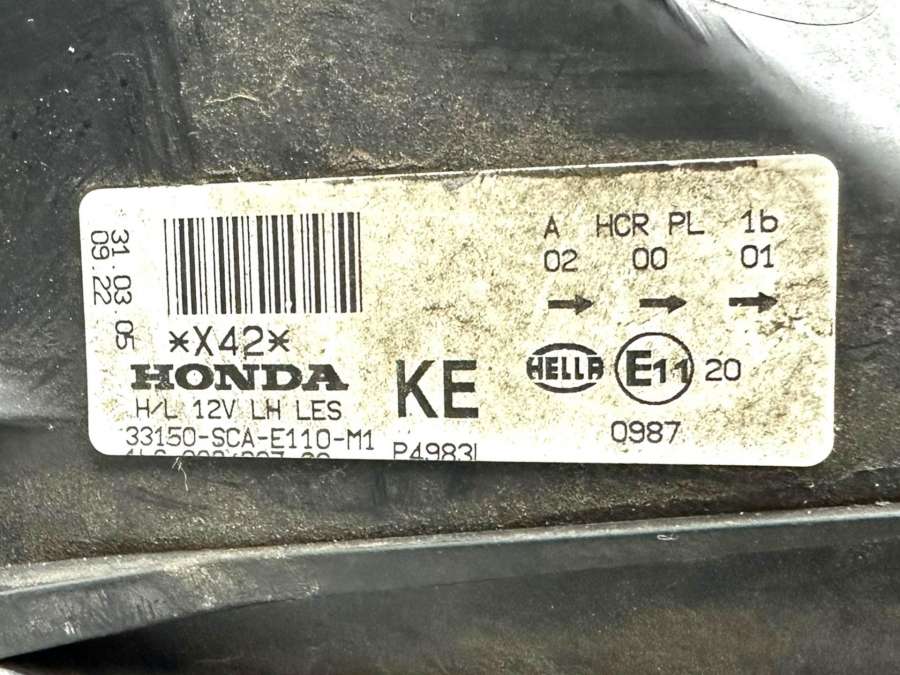 31.03.05
09.22
*X42*
HONDA
H/L 12V LH LES
33150-SCA-E110-M1
KE
P4983
A HCR PL 1b
02 00 01
→ → →
HELLA E11 20
0987